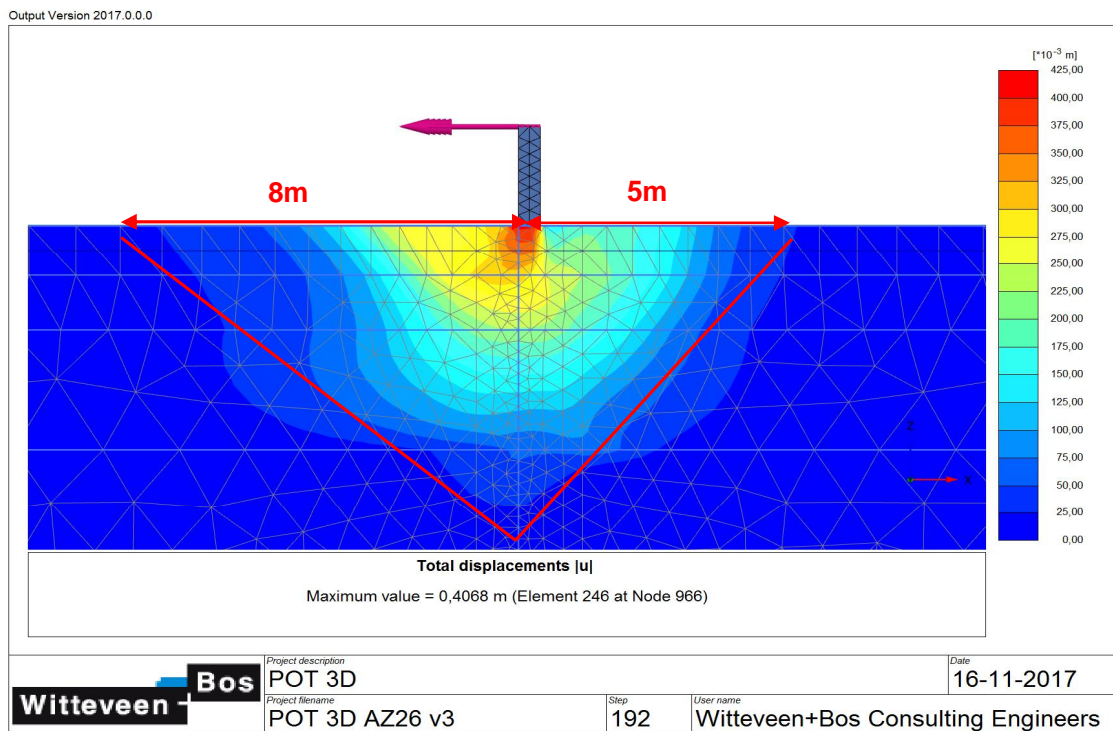 Output Version 2017.0.0.0
[*10⁻³ m]
425,00
400,00
375,00
350,00
325,00
300,00
275,00
250,00
225,00
200,00
175,00
150,00
125,00
100,00
75,00
50,00
25,00
0,00
8m
5m
Z
X
Total displacements |u|
Maximum value = 0,4068 m (Element 246 at Node 966)
Witteveen + Bos
Project description
POT 3D
Date
16-11-2017
Project filename
POT 3D AZ26 v3
Step
192
User name
Witteveen+Bos Consulting Engineers